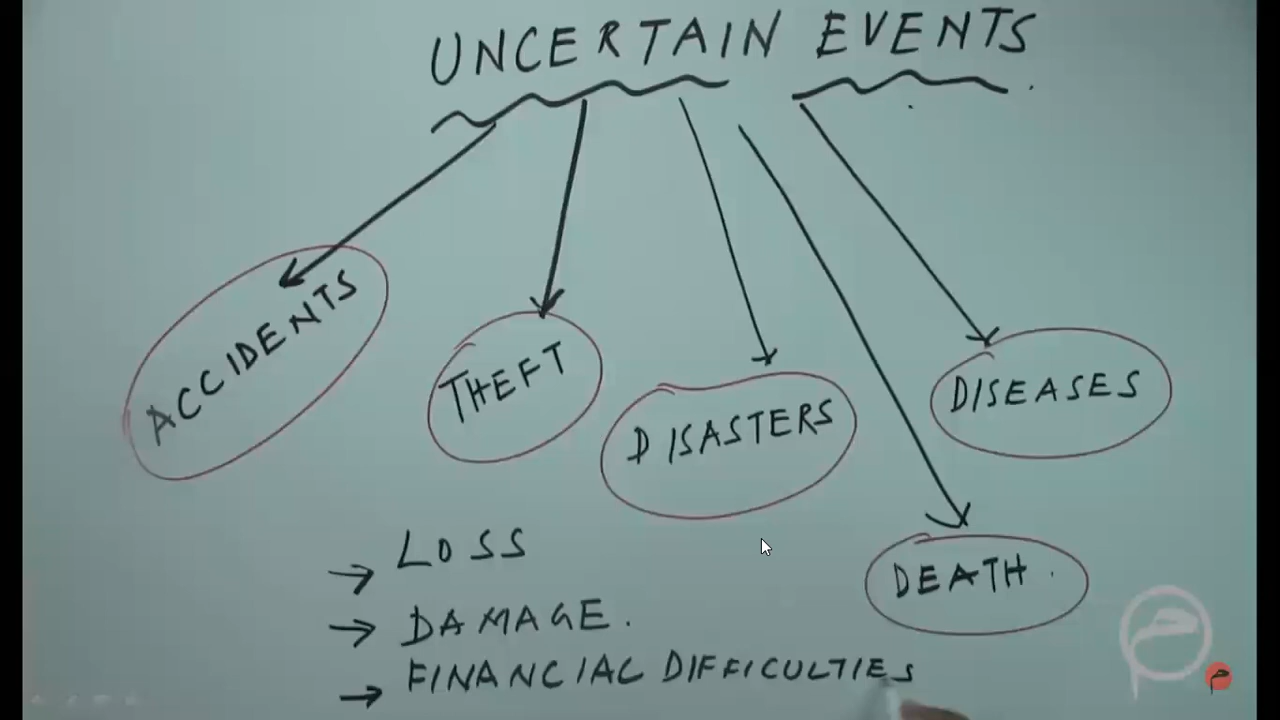 UNCERTAIN EVENTS
ACCIDENTS
THEFT
DISASTERS
DISEASES
DEATH
LOSS
DAMAGE.
FINANCIAL DIFFICULTIES